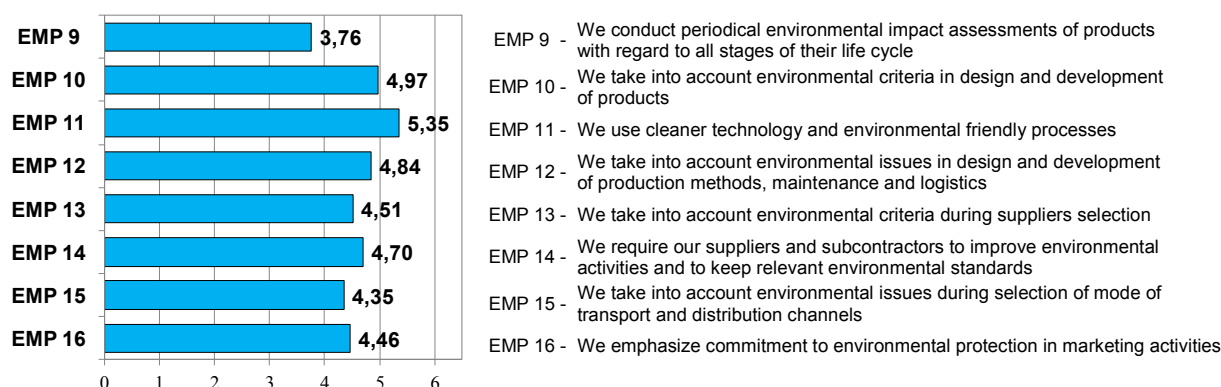 EMP 9
3,76
EMP 10
4,97
EMP 11
5,35
EMP 12
4,84
EMP 13
4,51
EMP 14
4,70
EMP 15
4,35
EMP 16
4,46
0 1 2 3 4 5 6
EMP 9 - We conduct periodical environmental impact assessments of products
with regard to all stages of their life cycle
EMP 10 - We take into account environmental criteria in design and development
of products
EMP 11 - We use cleaner technology and environmental friendly processes
EMP 12 - We take into account environmental issues in design and development
of production methods, maintenance and logistics
EMP 13 - We take into account environmental criteria during suppliers selection
EMP 14 - We require our suppliers and subcontractors to improve environmental
activities and to keep relevant environmental standards
EMP 15 - We take into account environmental issues during selection of mode of
transport and distribution channels
EMP 16 - We emphasize commitment to environmental protection in marketing activities